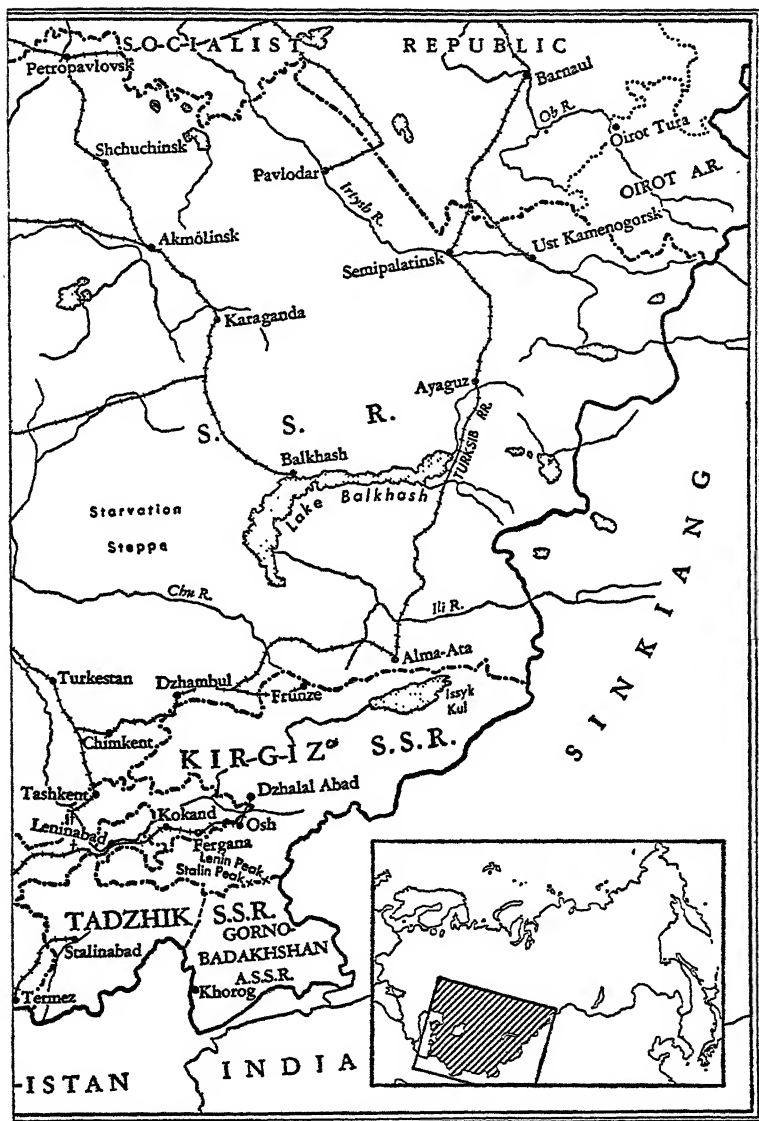 SOCIALIST REPUBLIC
Petropavlovsk
Barnaul
Ob R.
Oirot Tura
Shchuchinsk
Pavlodar
Irtysh R.
OIROT A.R.
Akmolinsk
Ust Kamenogorsk
Semipalatinsk
Karaganda
Ayaguz
S. S. R.
TURKSIB RR.
Balkhash
Lake Balkhash
Starvation
Steppa
SINKIANG
Chu R.
Ili R.
Alma-Ata
Turkestan
Dzhambul
Frunze
Issyk
Kul
Chimkent
KIRGIZ S.S.R.
Tashkent
Dzhalal Abad
Kokand
Leninabad
Osh
Fergana
Lenin Peak
Stalin Peak
TADZHIK S.S.R.
GORNO
Stalinabad
BADAKHSHAN
A.S.S.R.
Khorog
Termez
-ISTAN
INDIA